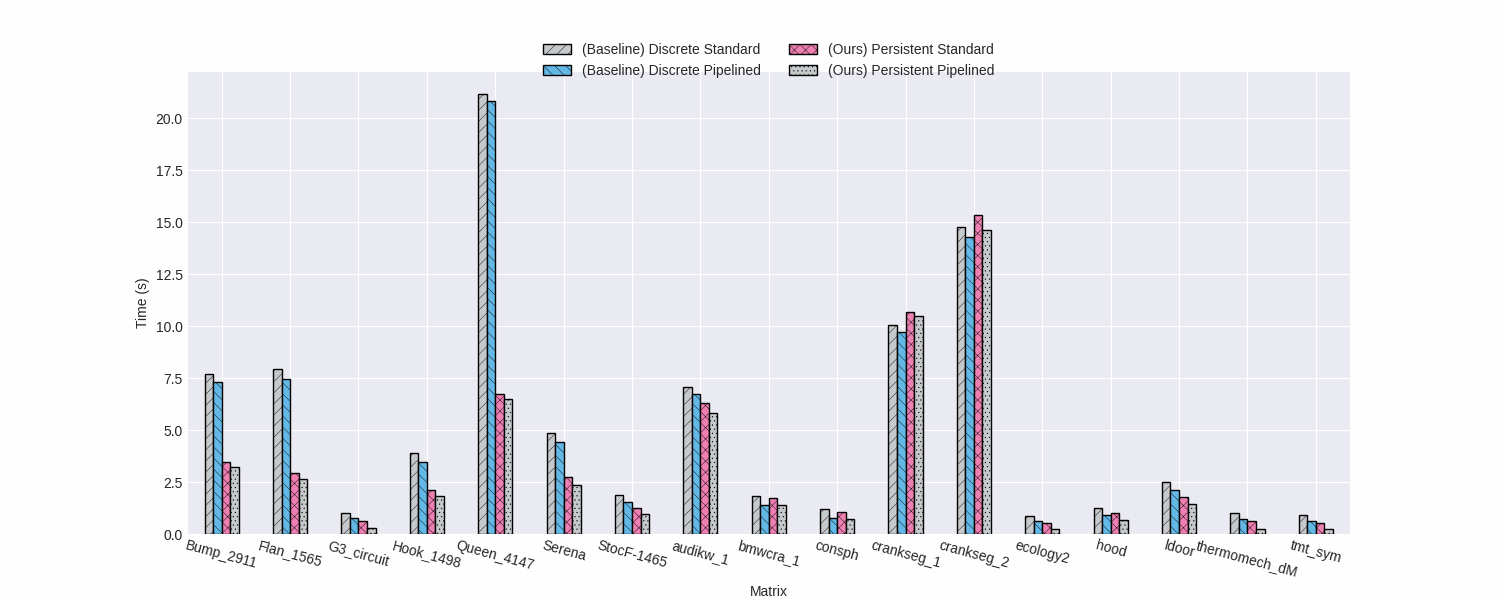 (Baseline) Discrete Standard
(Baseline) Discrete Pipelined
(Ours) Persistent Standard
(Ours) Persistent Pipelined
20.0
17.5
15.0
12.5
10.0
7.5
5.0
2.5
0.0
Time (s)
Bump_2911
Flan_1565
G3_circuit
Hook_1498
Queen_4147
Serena
StocF-1465
audikw_1
bmwcra_1
consph
crankseg_1
crankseg_2
ecology2
hood
ldoor
thermomech_dM
tmt_sym
Matrix